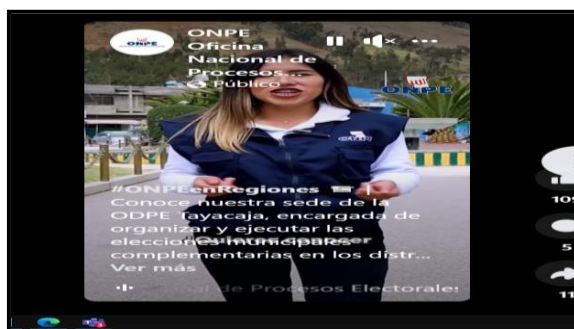 ONPE
Oficina
Nacional de
Procesos...
Público
ONPE
ONPE
#ONPEenRegiones |
Conoce nuestra sede de la
ODPE Tayacaja, encargada de
organizar y ejecutar las
elecciones municipales
complementarias en los distr...
Ver más
nal de Procesos Electorales
109
5
11